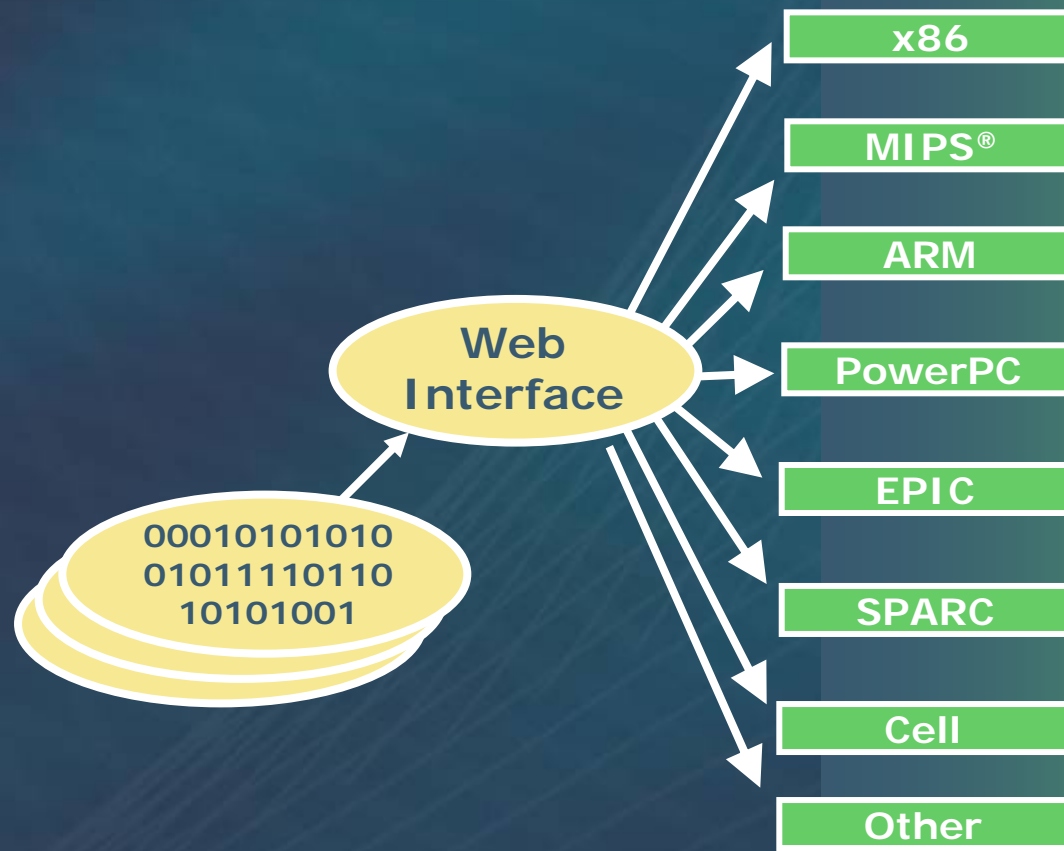 x86
MIPS®
ARM
Web
Interface
PowerPC
EPIC
00010101010
01011110110
10101001
SPARC
Cell
Other